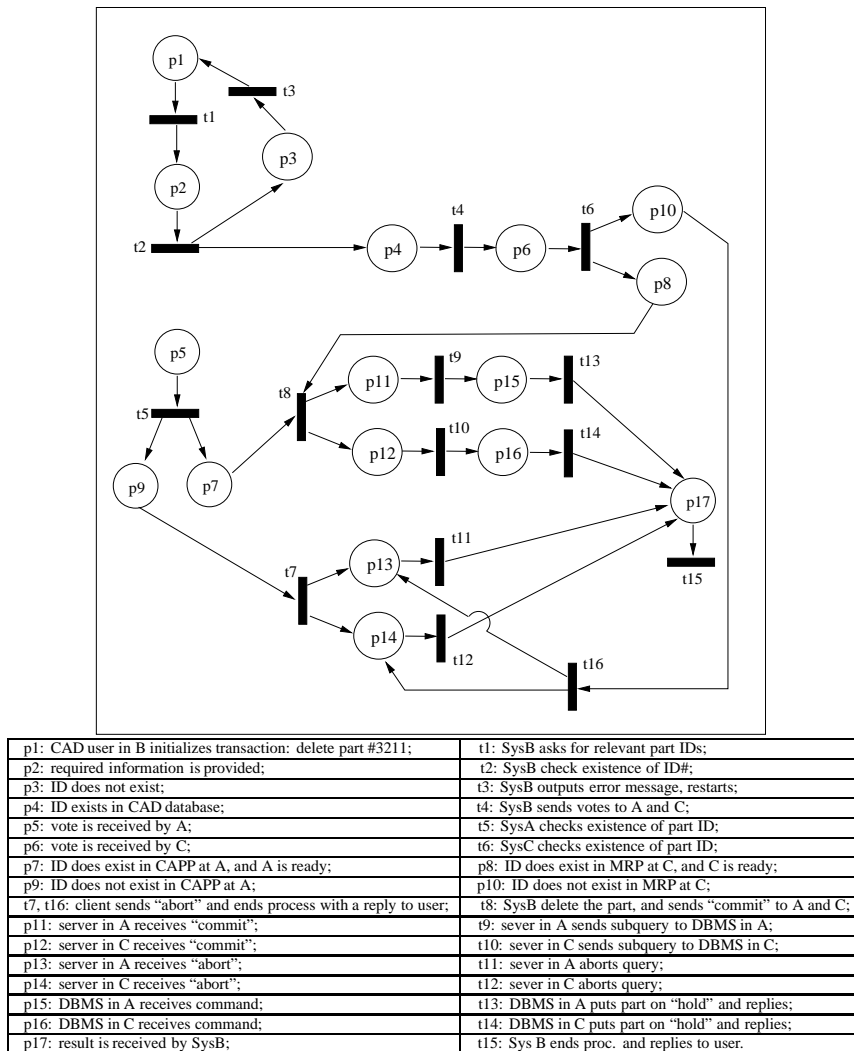 p1
t3
t1
p3
p2
t4
t6
p10
t2
p4
p6
p8
p5
t9
t13
t8
p11
p15
t5
t10
t14
p12
p16
p9
p7
p17
t11
t7
p13
t15
p14
t12
t16
p1: CAD user in B initializes transaction: delete part #3211; t1: SysB asks for relevant part IDs;
p2: required information is provided; t2: SysB check existence of ID#;
p3: ID does not exist; t3: SysB outputs error message, restarts;
p4: ID exists in CAD database; t4: SysB sends votes to A and C;
p5: vote is received by A; t5: SysA checks existence of part ID;
p6: vote is received by C; t6: SysC checks existence of part ID;
p7: ID does exist in CAPP at A, and A is ready; p8: ID does exist in MRP at C, and C is ready;
p9: ID does not exist in CAPP at A; p10: ID does not exist in MRP at C;
t7, t16: client sends “abort” and ends process with a reply to user; t8: SysB delete the part, and sends “commit” to A and C;
p11: server in A receives “commit”; t9: sever in A sends subquery to DBMS in A;
p12: server in C receives “commit”; t10: sever in C sends subquery to DBMS in C;
p13: server in A receives “abort”; t11: sever in A aborts query;
p14: server in C receives “abort”; t12: sever in C aborts query;
p15: DBMS in A receives command; t13: DBMS in A puts part on “hold” and replies;
p16: DBMS in C receives command; t14: DBMS in C puts part on “hold” and replies;
p17: result is received by SysB; t15: Sys B ends proc. and replies to user.